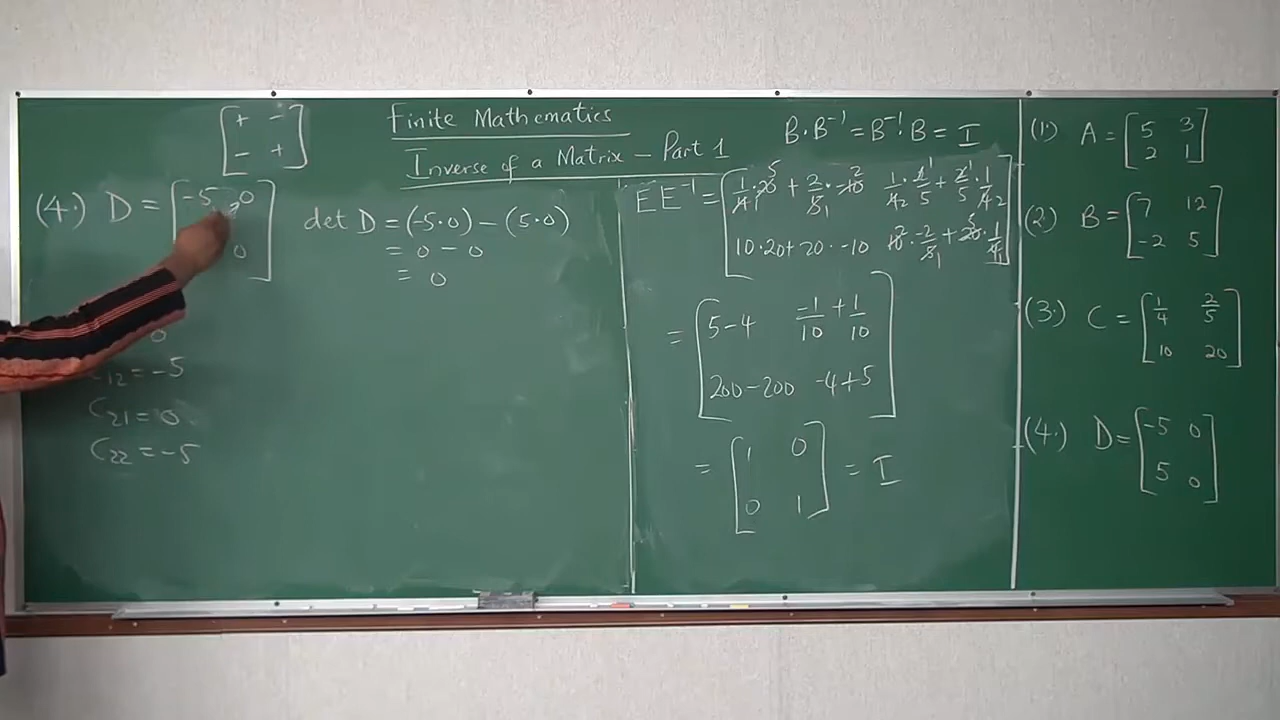 [+ -
- +]
Finite Mathematics
Inverse of a Matrix – Part 1
(4.) D = [-5 0
0]
det D = (-5·0) - (5·0)
= 0 - 0
= 0
0
12 = -5
C21 = 0
C22 = -5
B·B⁻¹ = B⁻¹·B = I
E E⁻¹ =
10·20 + 20·-10
= [5-4 -1/10 + 1/10
200-200 -4+5]
= [1 0
0 1] = I
(1.) A = [5 3
2 1]
(2.) B = [7 12
-2 5]
(3.) C = [1/4 2/5
10 20]
(4.) D = [-5 0
5 0]